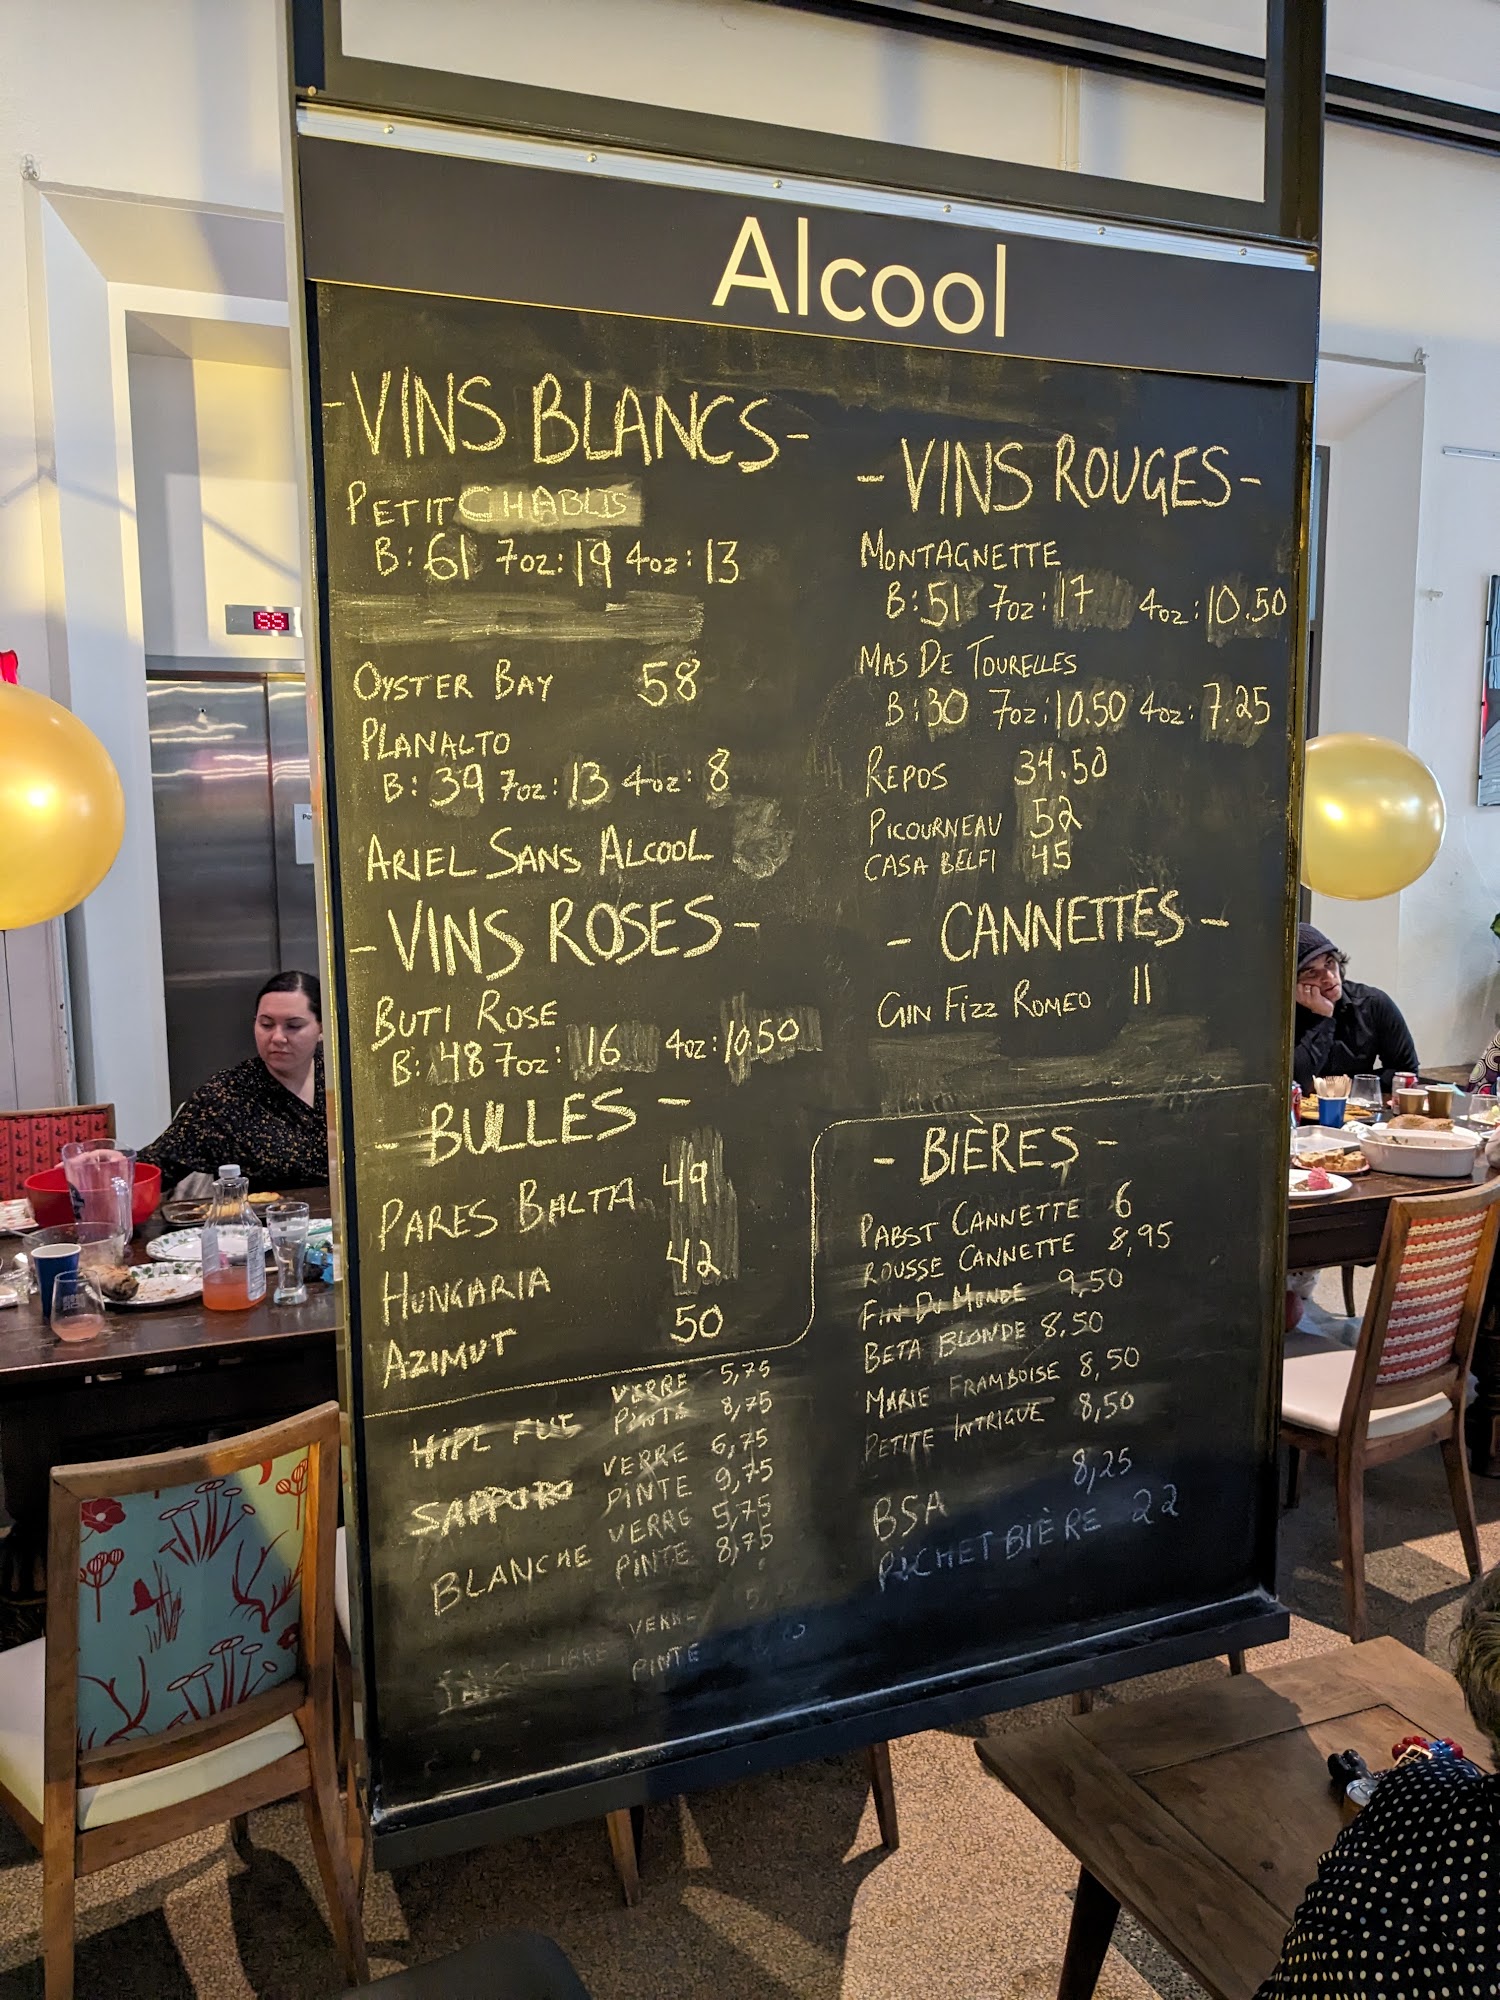 Alcool
-VINS BLANCS-
PETIT CHABLIS
B: 61 7oz: 19 4oz: 13
OYSTER BAY 58
PLANALTO
B: 39 7oz: 13 4oz: 8
ARIEL SANS ALCOOL
-VINS ROSES-
BUTI ROSE
B: 48 7oz: 16 4oz: 10.50
-BULLES-
PARES BALTA 49
HUNGARIA 42
AZIMUT 50
VERRE 5,75
PINTE 8,75
SAPPORO VERRE 6,75
PINTE 9,75
BLANCHE VERRE 5,75
PINTE 8,75
VERRE
PINTE
-VINS ROUGES-
MONTAGNETTE
B: 51 7oz: 17 4oz: 10.50
MAS DE TOURELLES
B: 30 7oz: 10.50 4oz: 7.25
REPOS 34.50
PICOURNEAU 52
CASA BELFI 45
- CANNETTES -
GIN FIZZ ROMEO 11
- BIÈRES -
PABST CANNETTE 6
ROUSSE CANNETTE 8,95
FIN DU MONDE 9,50
BETA BLONDE 8.50
MARIE FRAMBOISE 8,50
PETITE INTRIGUE 8,50
BSA 8,25
PICHET BIÈRE 22
SS